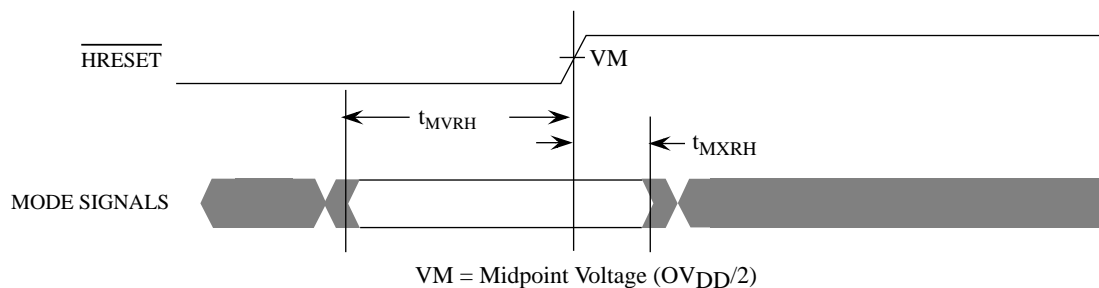 HRESET
VM
tMVRH
tMXRH
MODE SIGNALS
VM = Midpoint Voltage (OVDD/2)